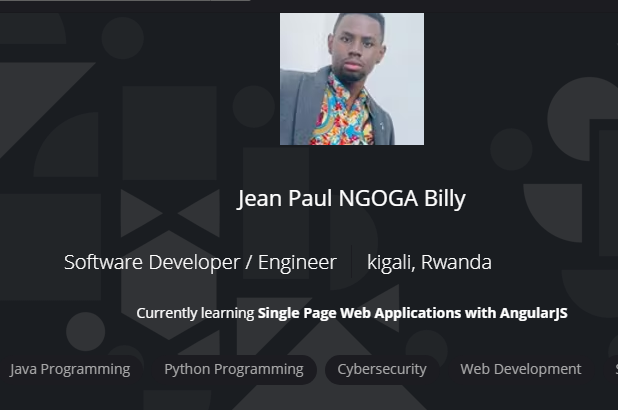 Jean Paul NGOGA Billy
Software Developer / Engineer kigali, Rwanda
Currently learning Single Page Web Applications with AngularJS
Java Programming Python Programming Cybersecurity Web Development